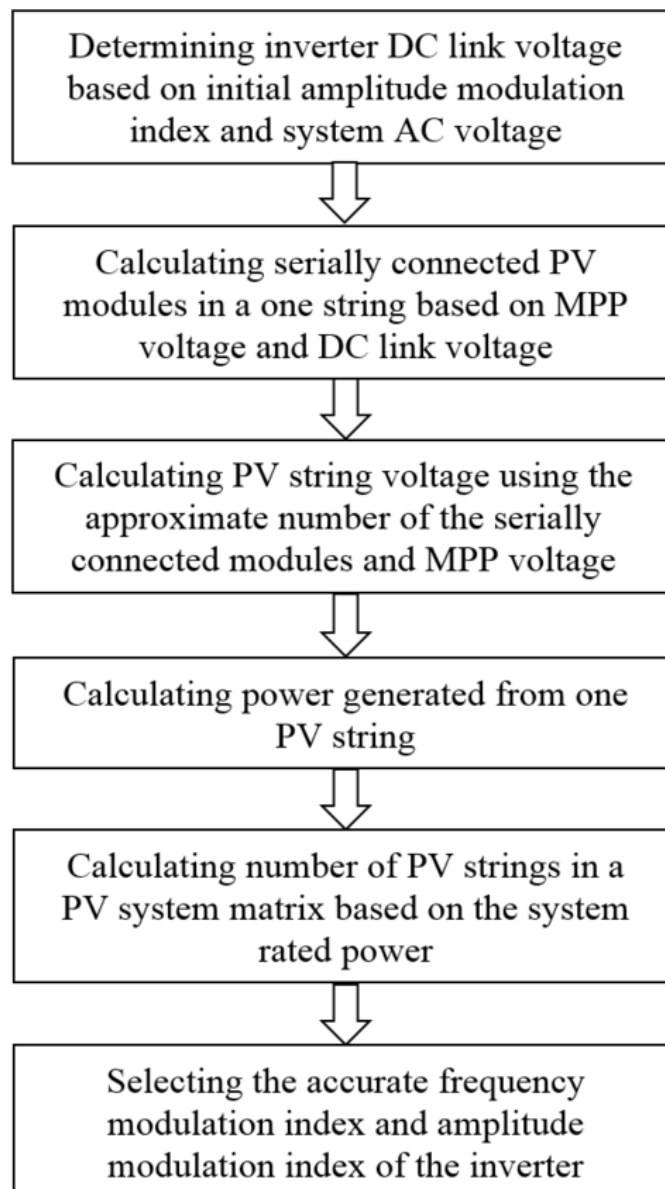 Determining inverter DC link voltage
based on initial amplitude modulation
index and system AC voltage
Calculating serially connected PV
modules in a one string based on MPP
voltage and DC link voltage
Calculating PV string voltage using the
approximate number of the serially
connected modules and MPP voltage
Calculating power generated from one
PV string
Calculating number of PV strings in a
PV system matrix based on the system
rated power
Selecting the accurate frequency
modulation index and amplitude
modulation index of the inverter